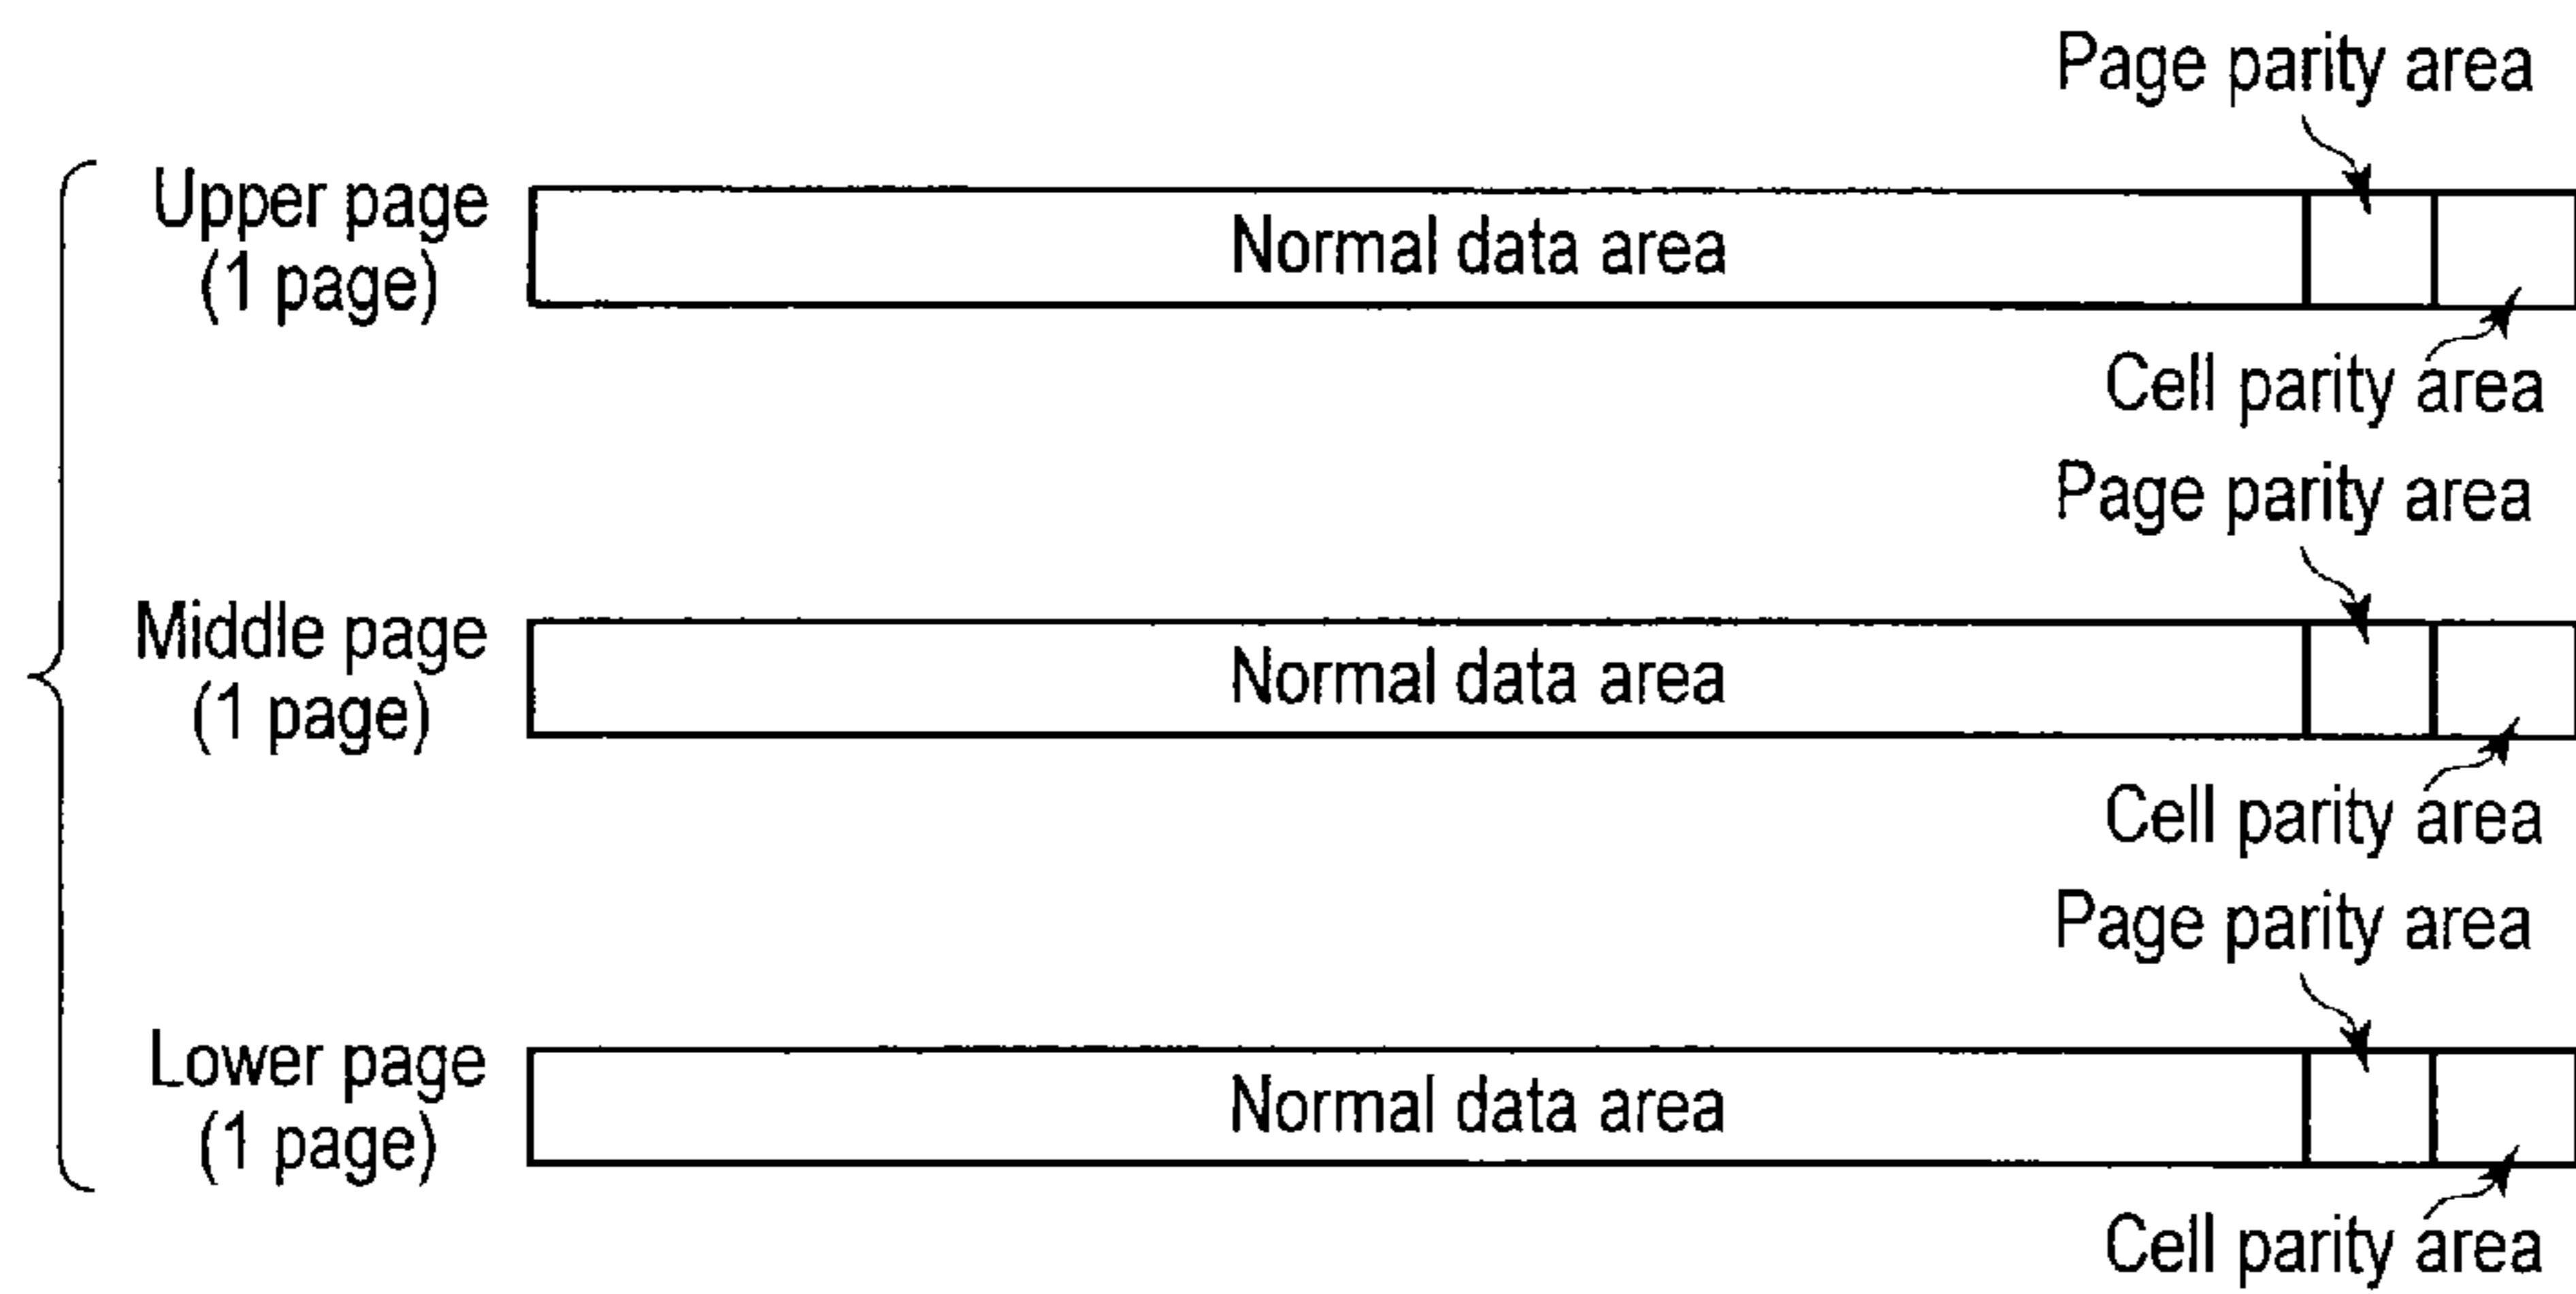 Page parity area
Upper page
(1 page)
Normal data area
Cell parity area
Page parity area
Middle page
(1 page)
Normal data area
Cell parity area
Page parity area
Lower page
(1 page)
Normal data area
Cell parity area